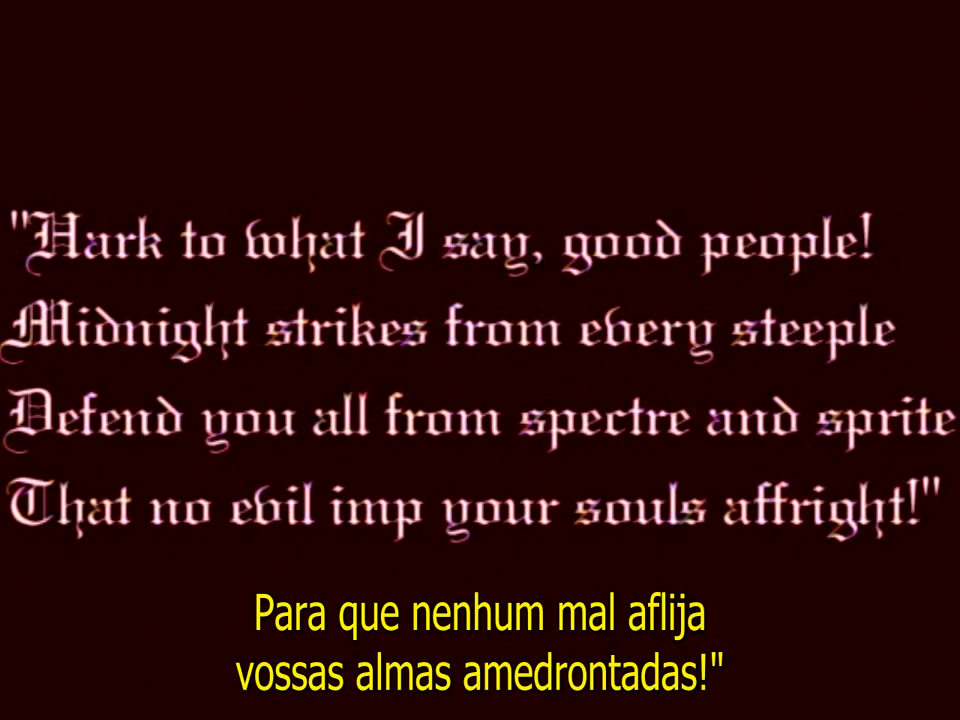 "Hark to what I say, good people!
Midnight strikes from every steeple
Defend you all from spectre and sprite
That no evil imp your souls affright!"
Para que nenhum mal aflija
vossas almas amedrontadas!"